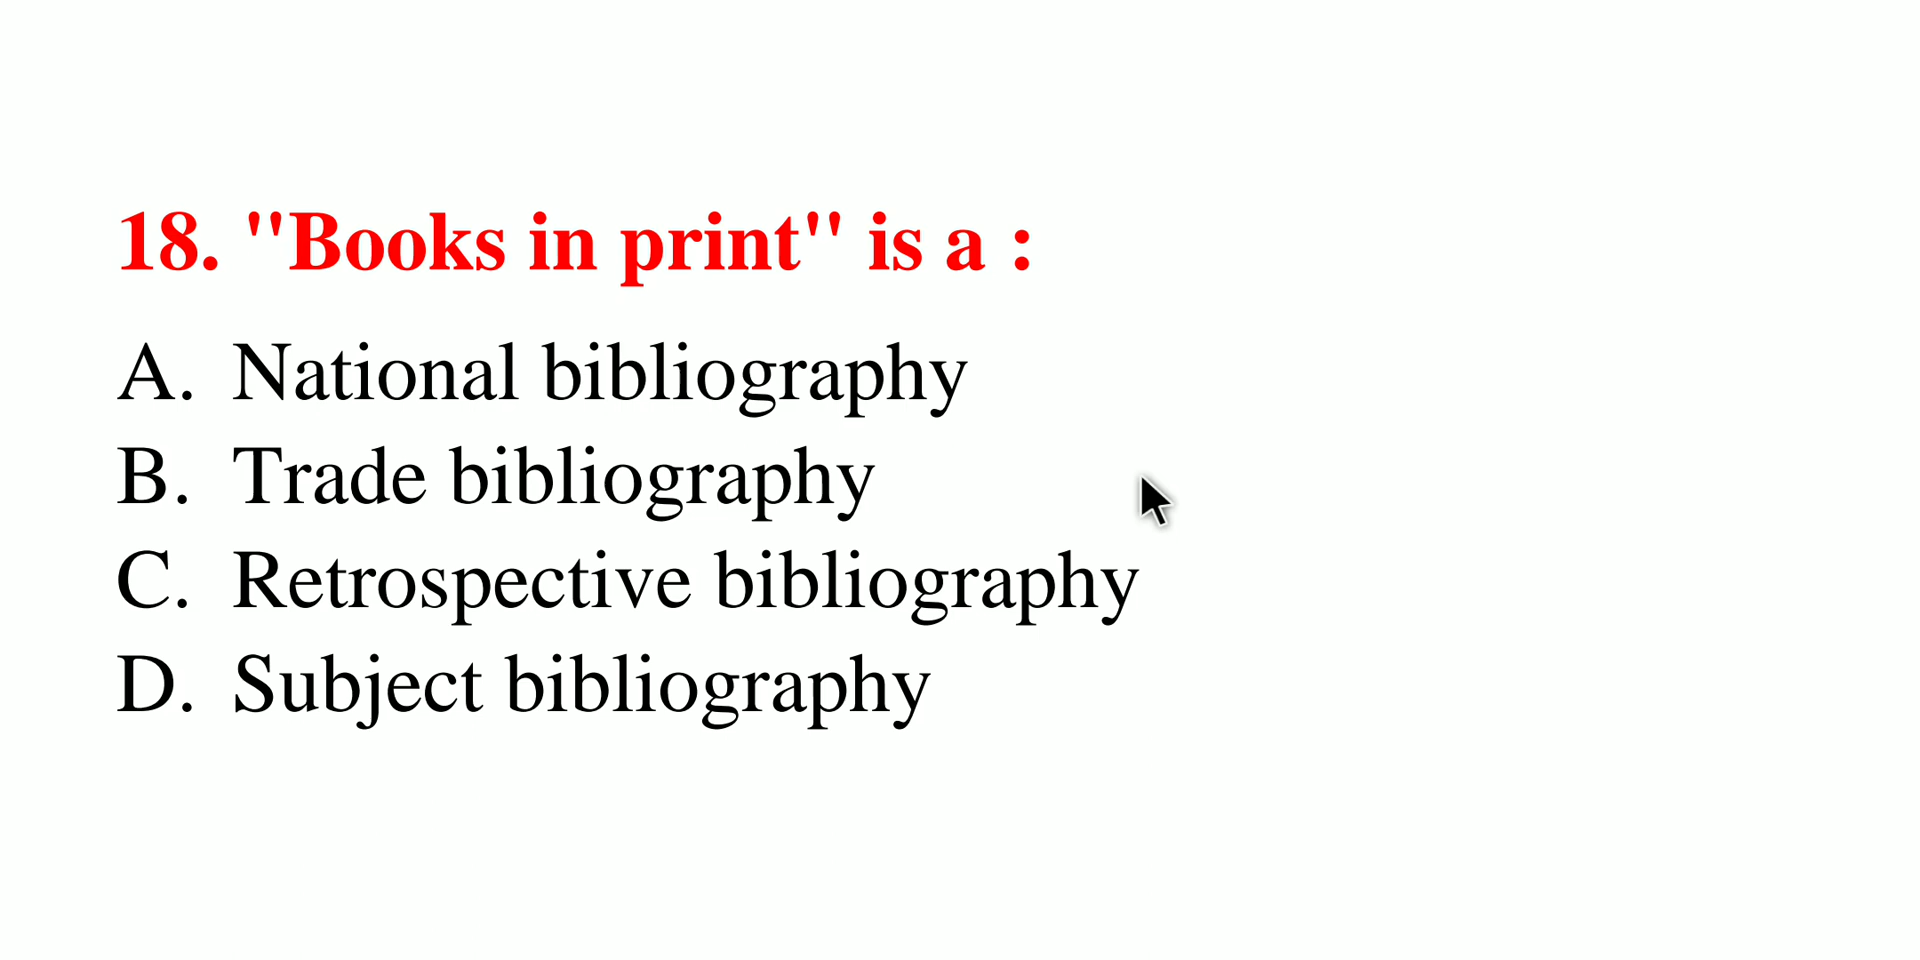 18. "Books in print" is a :
A. National bibliography
B. Trade bibliography
C. Retrospective bibliography
D. Subject bibliography